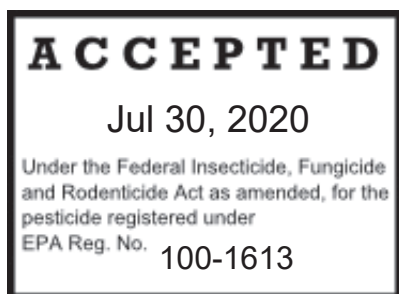 ACCEPTED
Jul 30, 2020
Under the Federal Insecticide, Fungicide
and Rodenticide Act as amended, for the
pesticide registered under
EPA Reg. No. 100-1613